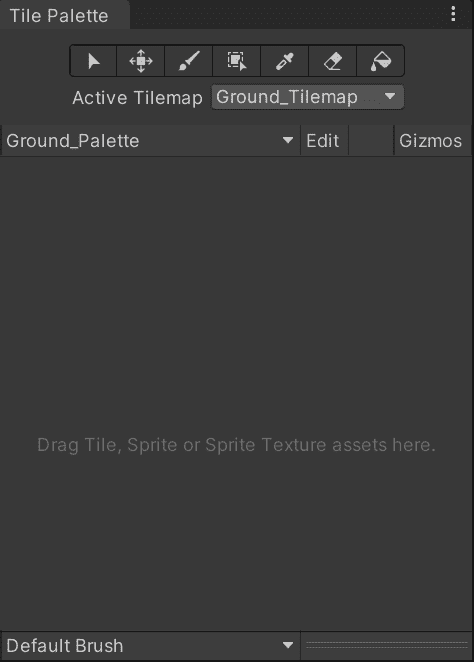 Tile Palette
Active Tilemap Ground_Tilemap
Ground_Palette Edit Gizmos
Drag Tile, Sprite or Sprite Texture assets here.
Default Brush